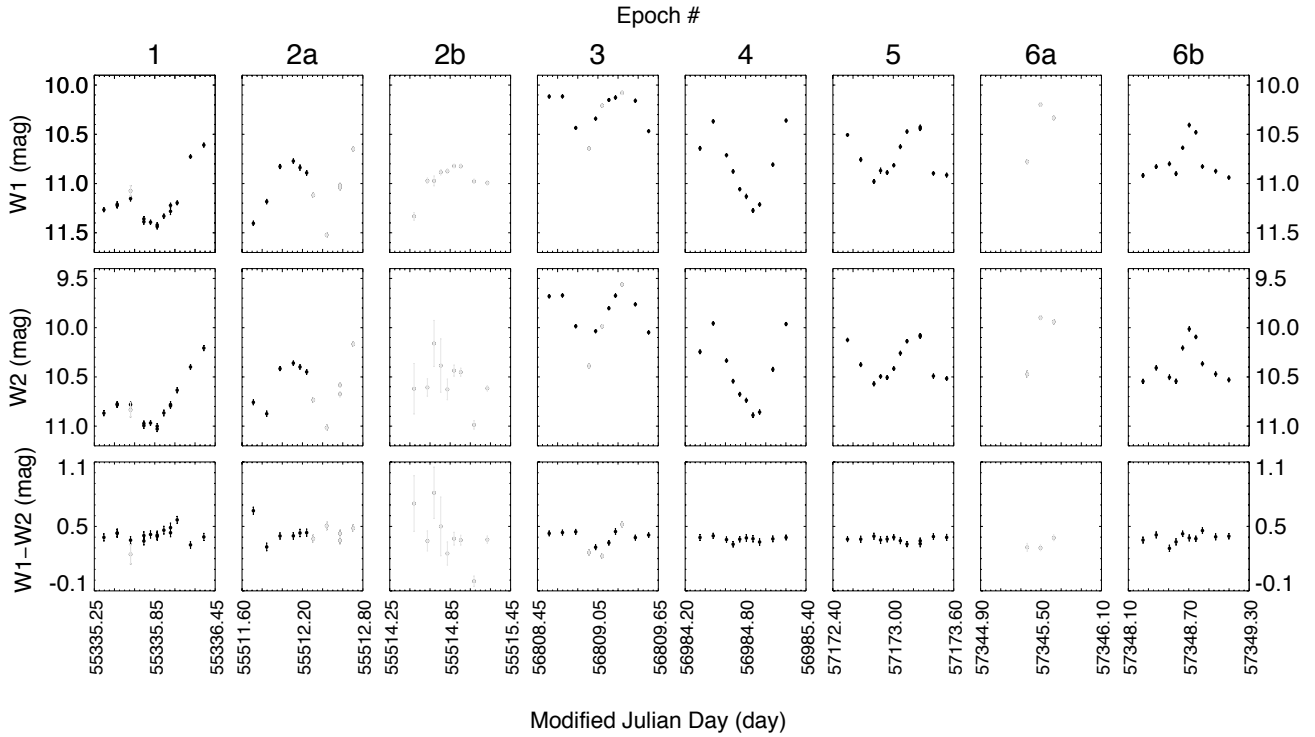 Epoch #
1 2a 2b 3 4 5 6a 6b
W1 (mag)
10.0 10.0
10.5 10.5
11.0 11.0
11.5 11.5
W2 (mag)
9.5 9.5
10.0 10.0
10.5 10.5
11.0 11.0
W1-W2 (mag)
1.1 1.1
0.5 0.5
-0.1 -0.1
55335.25 55335.85 55336.45 55511.60 55512.20 55512.80 55514.25 55514.85 55515.45 56808.45 56809.05 56809.65 56984.20 56984.80 56985.40 57172.40 57173.00 57173.60 57344.90 57345.50 57346.10 57348.10 57348.70 57349.30
Modified Julian Day (day)